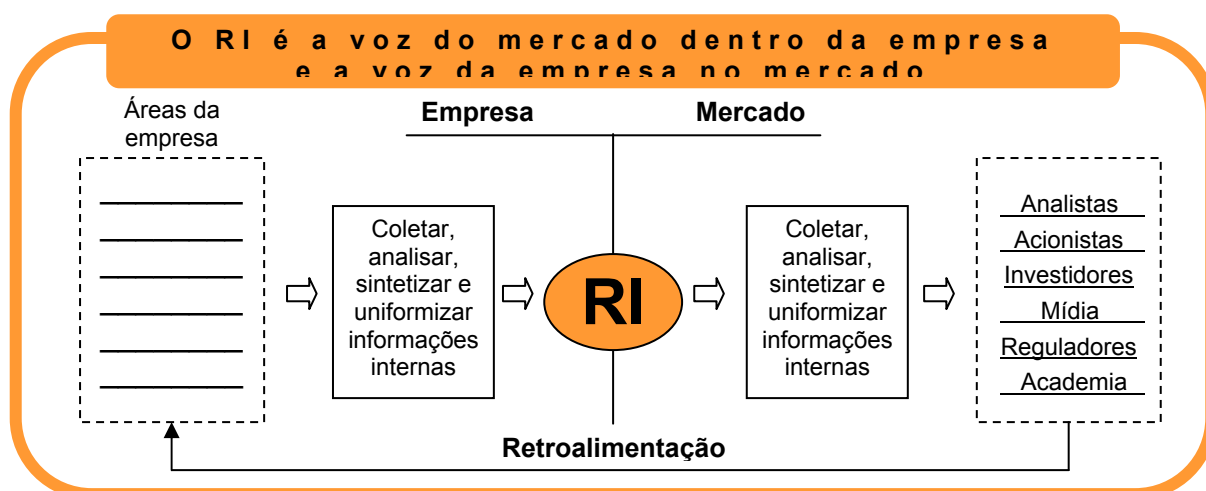 O RI é a voz do mercado dentro da empresa
e a voz da empresa no mercado
Áreas da
empresa
Empresa
Mercado
Coletar,
analisar,
sintetizar e
uniformizar
informações
internas
RI
Coletar,
analisar,
sintetizar e
uniformizar
informações
internas
Analistas
Acionistas
Investidores
Mídia
Reguladores
Academia
Retroalimentação